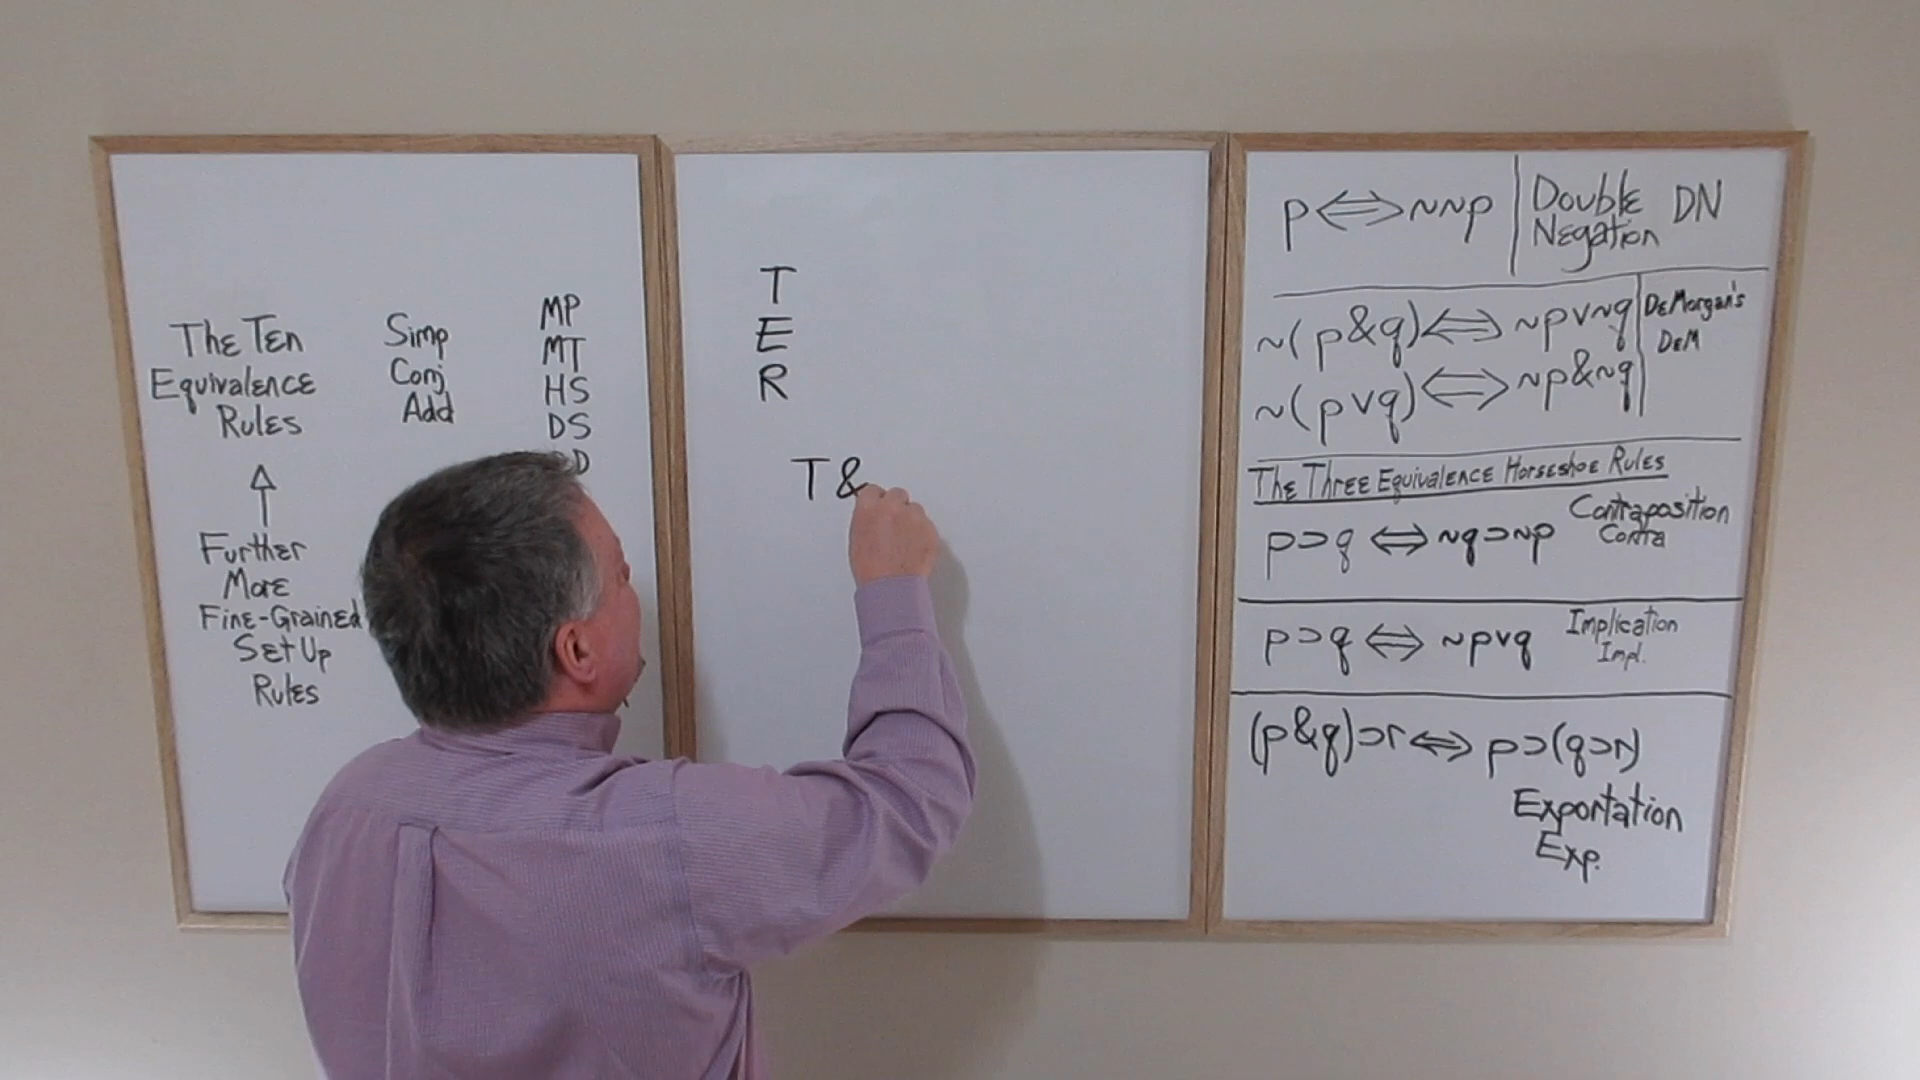 The Ten
Equivalence
Rules
Further
More
Fine-Grained
Set Up
Rules
Simp
Conj
Add
MP
MT
HS
DS
T
E
R
T &
p ⇔ ~~p
Double
Negation
DN
~(p & q) ⇔ ~p v ~q
~(p v q) ⇔ ~p & ~q
DeMorgan's
DeM
The Three Equivalence Horseshoe Rules
p ⊃ q ⇔ ~q ⊃ ~p
Contraposition
Contra
p ⊃ q ⇔ ~p v q
Implication
Impl.
(p & q) ⊃ r ⇔ p ⊃ (q ⊃ r)
Exportation
Exp.